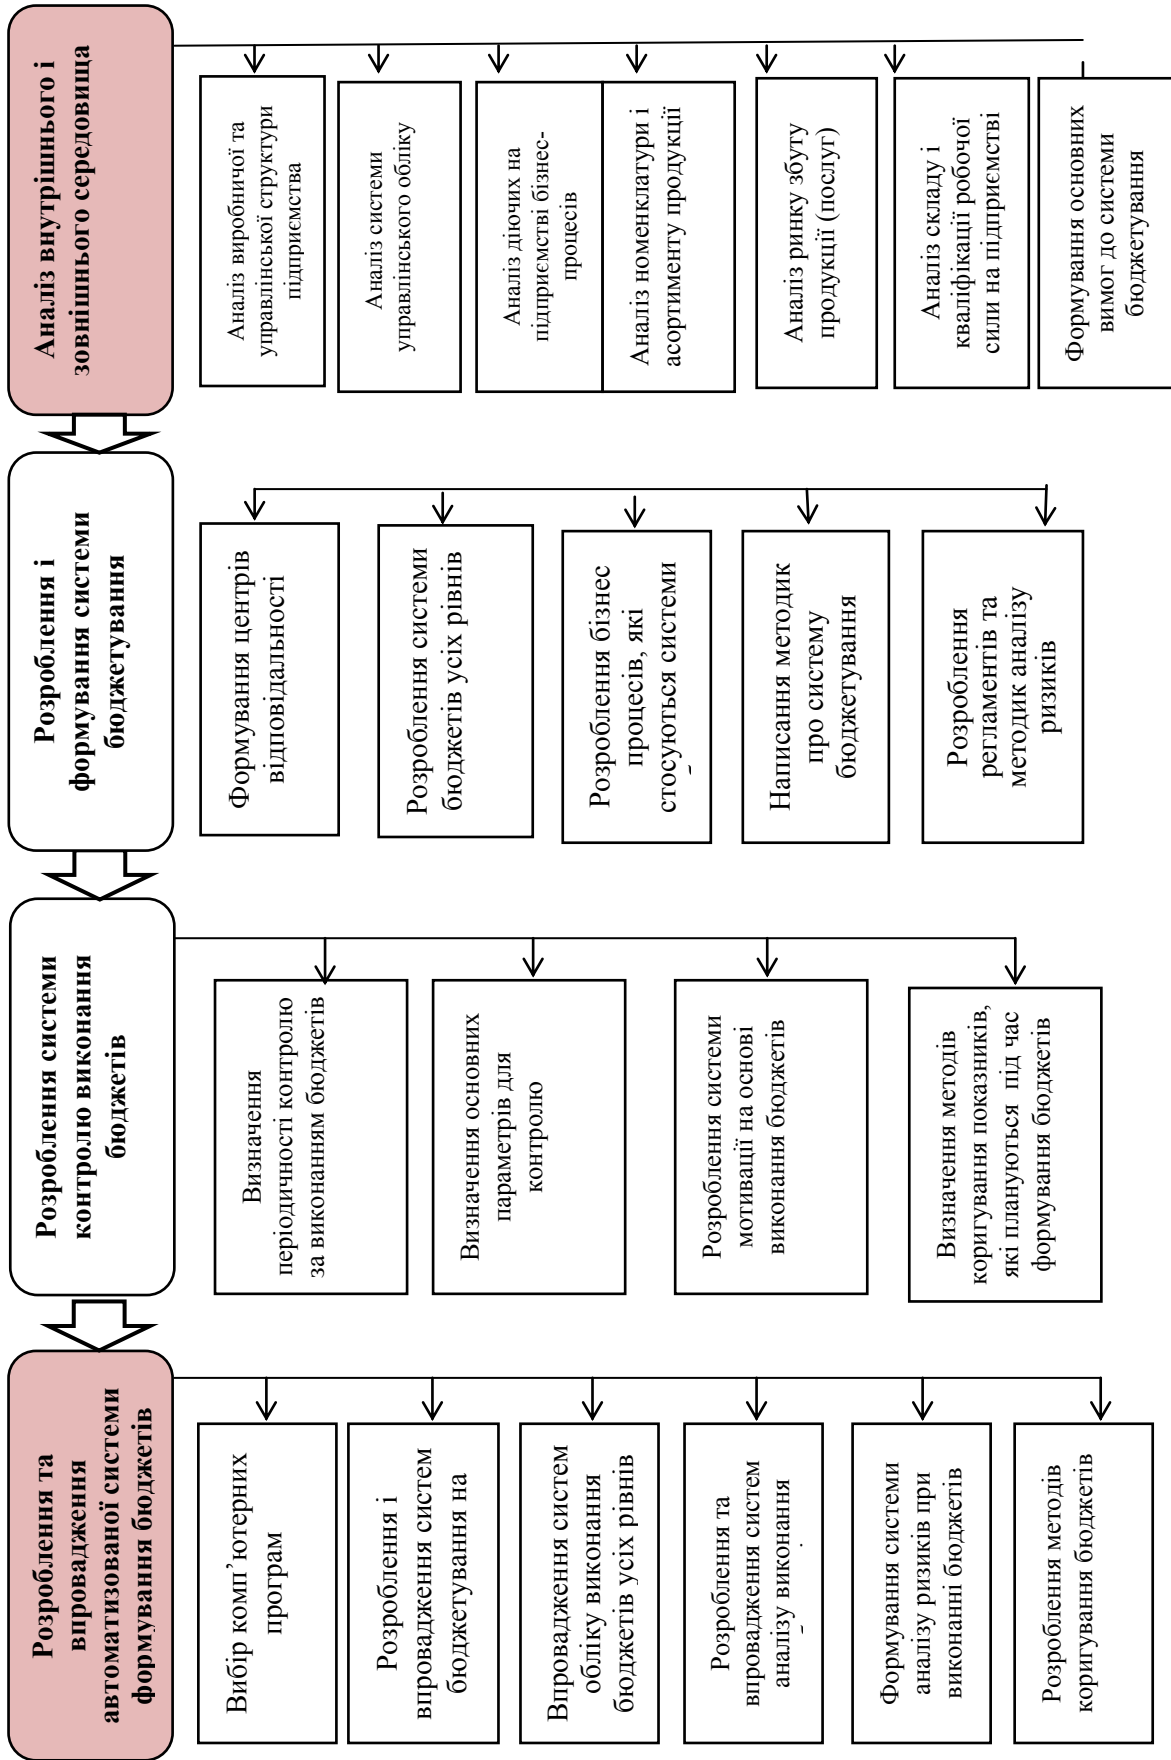 Аналіз внутрішнього і
зовнішнього середовища
Аналіз виробничої та
управлінської структури
підприємства
Аналіз системи
управлінського обліку
Аналіз діючих на
підприємстві бізнес-
процесів
Аналіз номенклатури і
асортименту продукції
Аналіз ринку збуту
продукції (послуг)
Аналіз складу і
кваліфікації робочої
сили на підприємстві
Формування основних
вимог до системи
бюджетування
Розроблення і
формування системи
бюджетування
Формування центрів
відповідальності
Розроблення системи
бюджетів усіх рівнів
Розроблення бізнес
процесів, які
стосуються системи
Написання методик
про систему
бюджетування
Розроблення
регламентів та
методик аналізу
ризиків
Розроблення системи
контролю виконання
бюджетів
Визначення
періодичності контролю
за виконанням бюджетів
Визначення основних
параметрів для
контролю
Розроблення системи
мотивації на основі
виконання бюджетів
Визначення методів
коригування показників,
які плануються під час
формування бюджетів
Розроблення та
впровадження
автоматизованої системи
формування бюджетів
Вибір комп’ютерних
програм
Розроблення і
впровадження систем
бюджетування на
Впровадження систем
обліку виконання
бюджетів усіх рівнів
Розроблення та
впровадження систем
аналізу виконання
Формування системи
аналізу ризиків при
виконанні бюджетів
Розроблення методів
коригування бюджетів